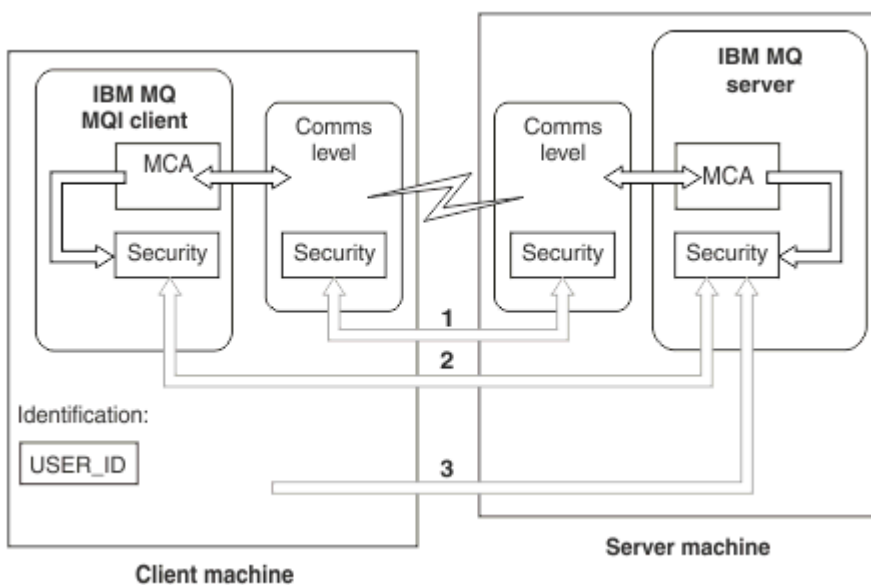 IBM MQ
MQI client
MCA
Security
Comms
level
Security
Comms
level
Security
IBM MQ
server
MCA
Security
1
2
3
Identification:
USER_ID
Client machine
Server machine